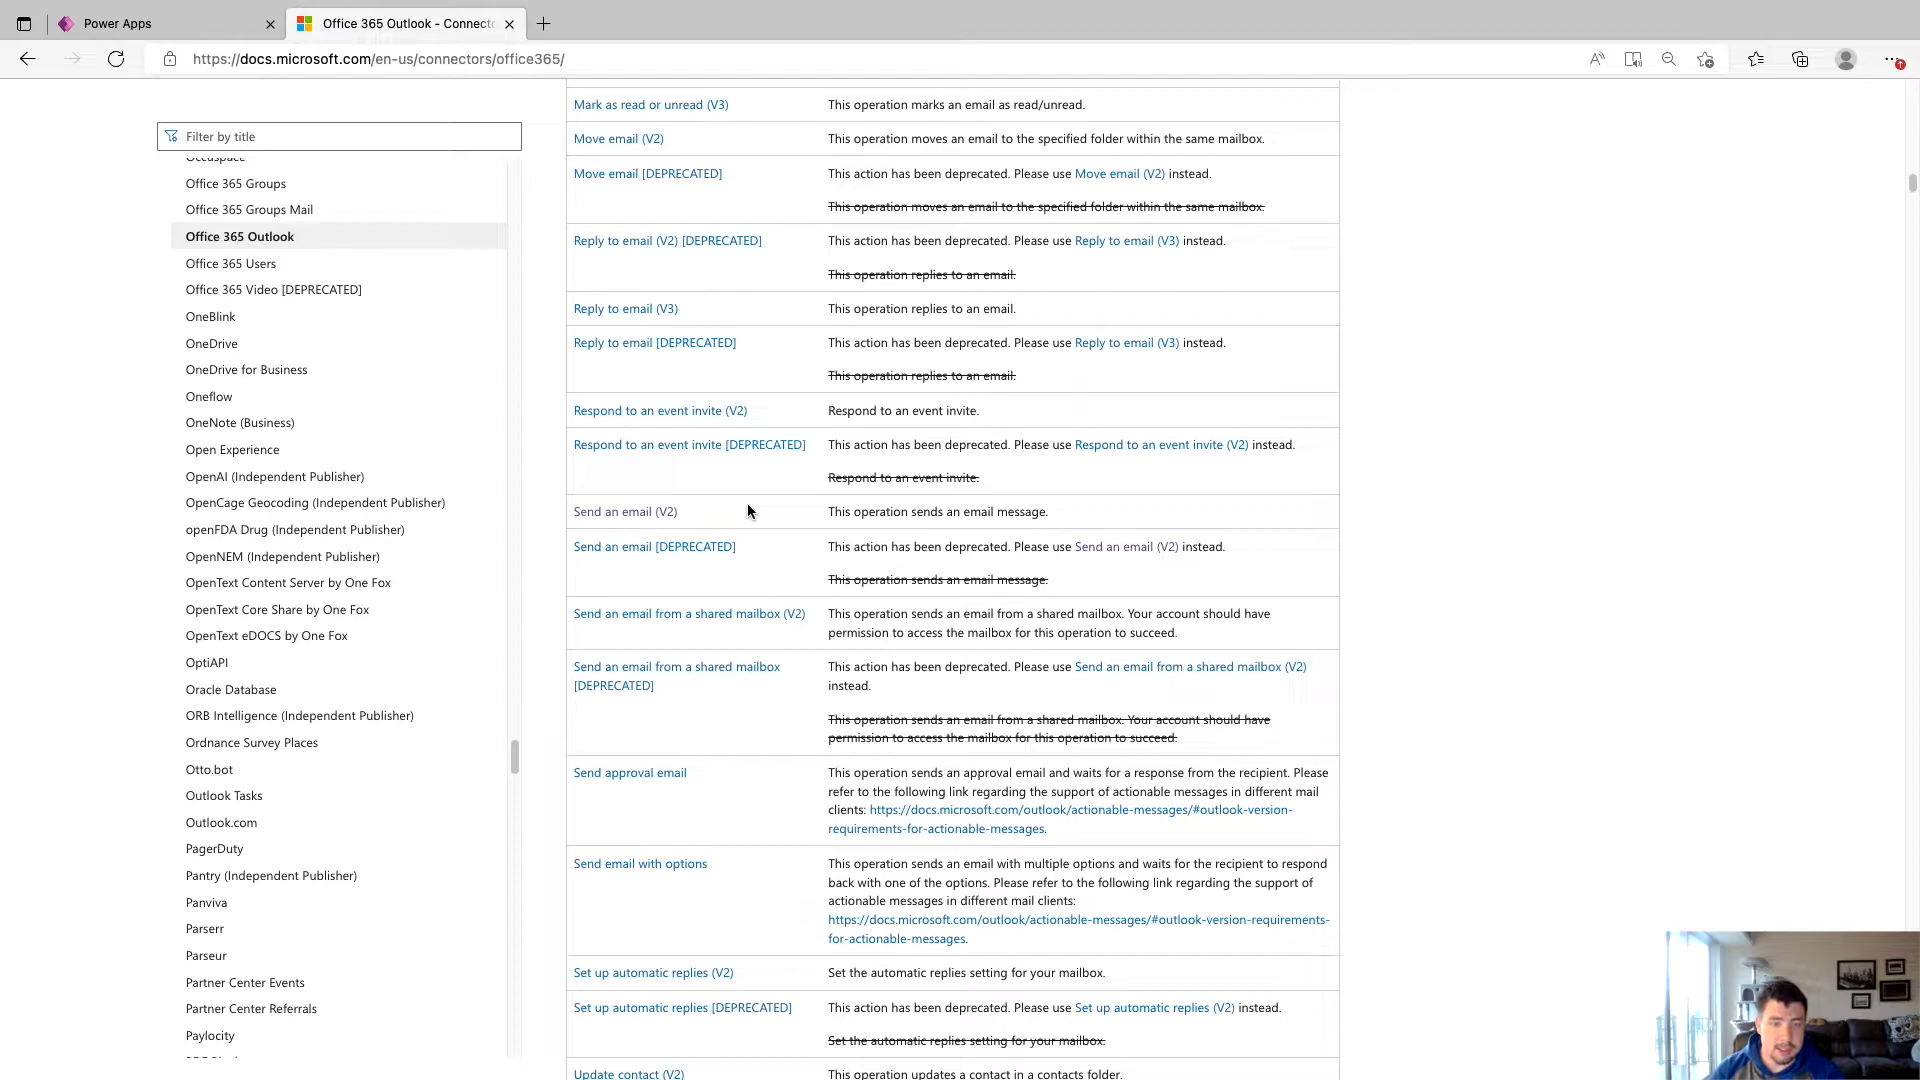 Power Apps
Office 365 Outlook - Connecto
https://docs.microsoft.com/en-us/connectors/office365/
Filter by title
Occuspace
Office 365 Groups
Office 365 Groups Mail
Office 365 Outlook
Office 365 Users
Office 365 Video [DEPRECATED]
OneBlink
OneDrive
OneDrive for Business
Oneflow
OneNote (Business)
Open Experience
OpenAI (Independent Publisher)
OpenCage Geocoding (Independent Publisher)
openFDA Drug (Independent Publisher)
OpenNEM (Independent Publisher)
OpenText Content Server by One Fox
OpenText Core Share by One Fox
OpenText eDOCS by One Fox
OptiAPI
Oracle Database
ORB Intelligence (Independent Publisher)
Ordnance Survey Places
Otto.bot
Outlook Tasks
Outlook.com
PagerDuty
Pantry (Independent Publisher)
Panviva
Parserr
Parseur
Partner Center Events
Partner Center Referrals
Paylocity
Mark as read or unread (V3)
This operation marks an email as read/unread.
Move email (V2)
This operation moves an email to the specified folder within the same mailbox.
Move email [DEPRECATED]
This action has been deprecated. Please use Move email (V2) instead.
This operation moves an email to the specified folder within the same mailbox.
Reply to email (V2) [DEPRECATED]
This action has been deprecated. Please use Reply to email (V3) instead.
This operation replies to an email.
Reply to email (V3)
This operation replies to an email.
Reply to email [DEPRECATED]
This action has been deprecated. Please use Reply to email (V3) instead.
This operation replies to an email.
Respond to an event invite (V2)
Respond to an event invite.
Respond to an event invite [DEPRECATED]
This action has been deprecated. Please use Respond to an event invite (V2) instead.
Respond to an event invite.
Send an email (V2)
This operation sends an email message.
Send an email [DEPRECATED]
This action has been deprecated. Please use Send an email (V2) instead.
This operation sends an email message.
Send an email from a shared mailbox (V2)
This operation sends an email from a shared mailbox. Your account should have
permission to access the mailbox for this operation to succeed.
Send an email from a shared mailbox
[DEPRECATED]
This action has been deprecated. Please use Send an email from a shared mailbox (V2)
instead.
This operation sends an email from a shared mailbox. Your account should have
permission to access the mailbox for this operation to succeed.
Send approval email
This operation sends an approval email and waits for a response from the recipient. Please
refer to the following link regarding the support of actionable messages in different mail
clients: https://docs.microsoft.com/outlook/actionable-messages/#outlook-version-
requirements-for-actionable-messages.
Send email with options
This operation sends an email with multiple options and waits for the recipient to respond
back with one of the options. Please refer to the following link regarding the support of
actionable messages in different mail clients:
https://docs.microsoft.com/outlook/actionable-messages/#outlook-version-requirements-
for-actionable-messages.
Set up automatic replies (V2)
Set the automatic replies setting for your mailbox.
Set up automatic replies [DEPRECATED]
This action has been deprecated. Please use Set up automatic replies (V2) instead.
Set the automatic replies setting for your mailbox.
Update contact (V2)
This operation updates a contact in a contacts folder.